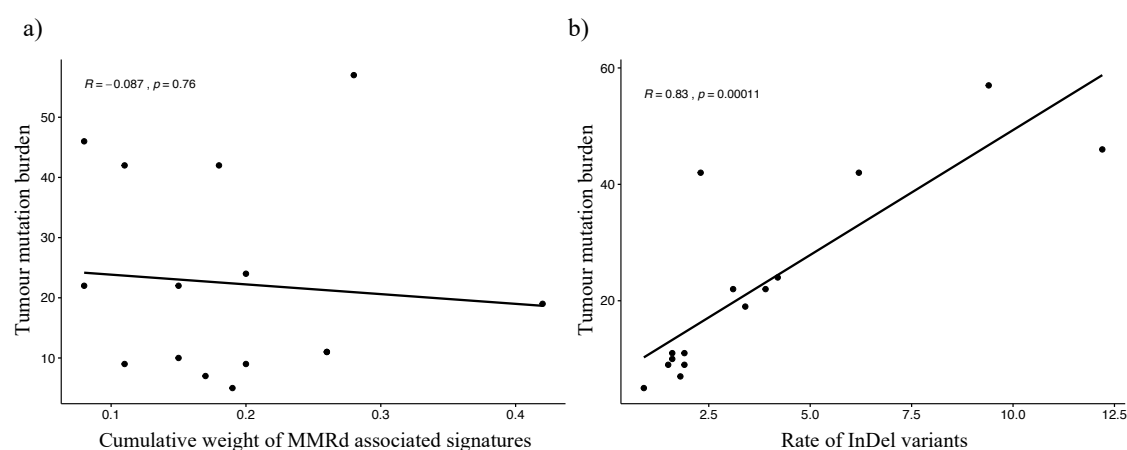 a)
R = −0.087 , p = 0.76
50
40
30
20
10
Tumour mutation burden
0.1 0.2 0.3 0.4
Cumulative weight of MMRd associated signatures
b)
R = 0.83 , p = 0.00011
60
40
20
Tumour mutation burden
2.5 5.0 7.5 10.0 12.5
Rate of InDel variants